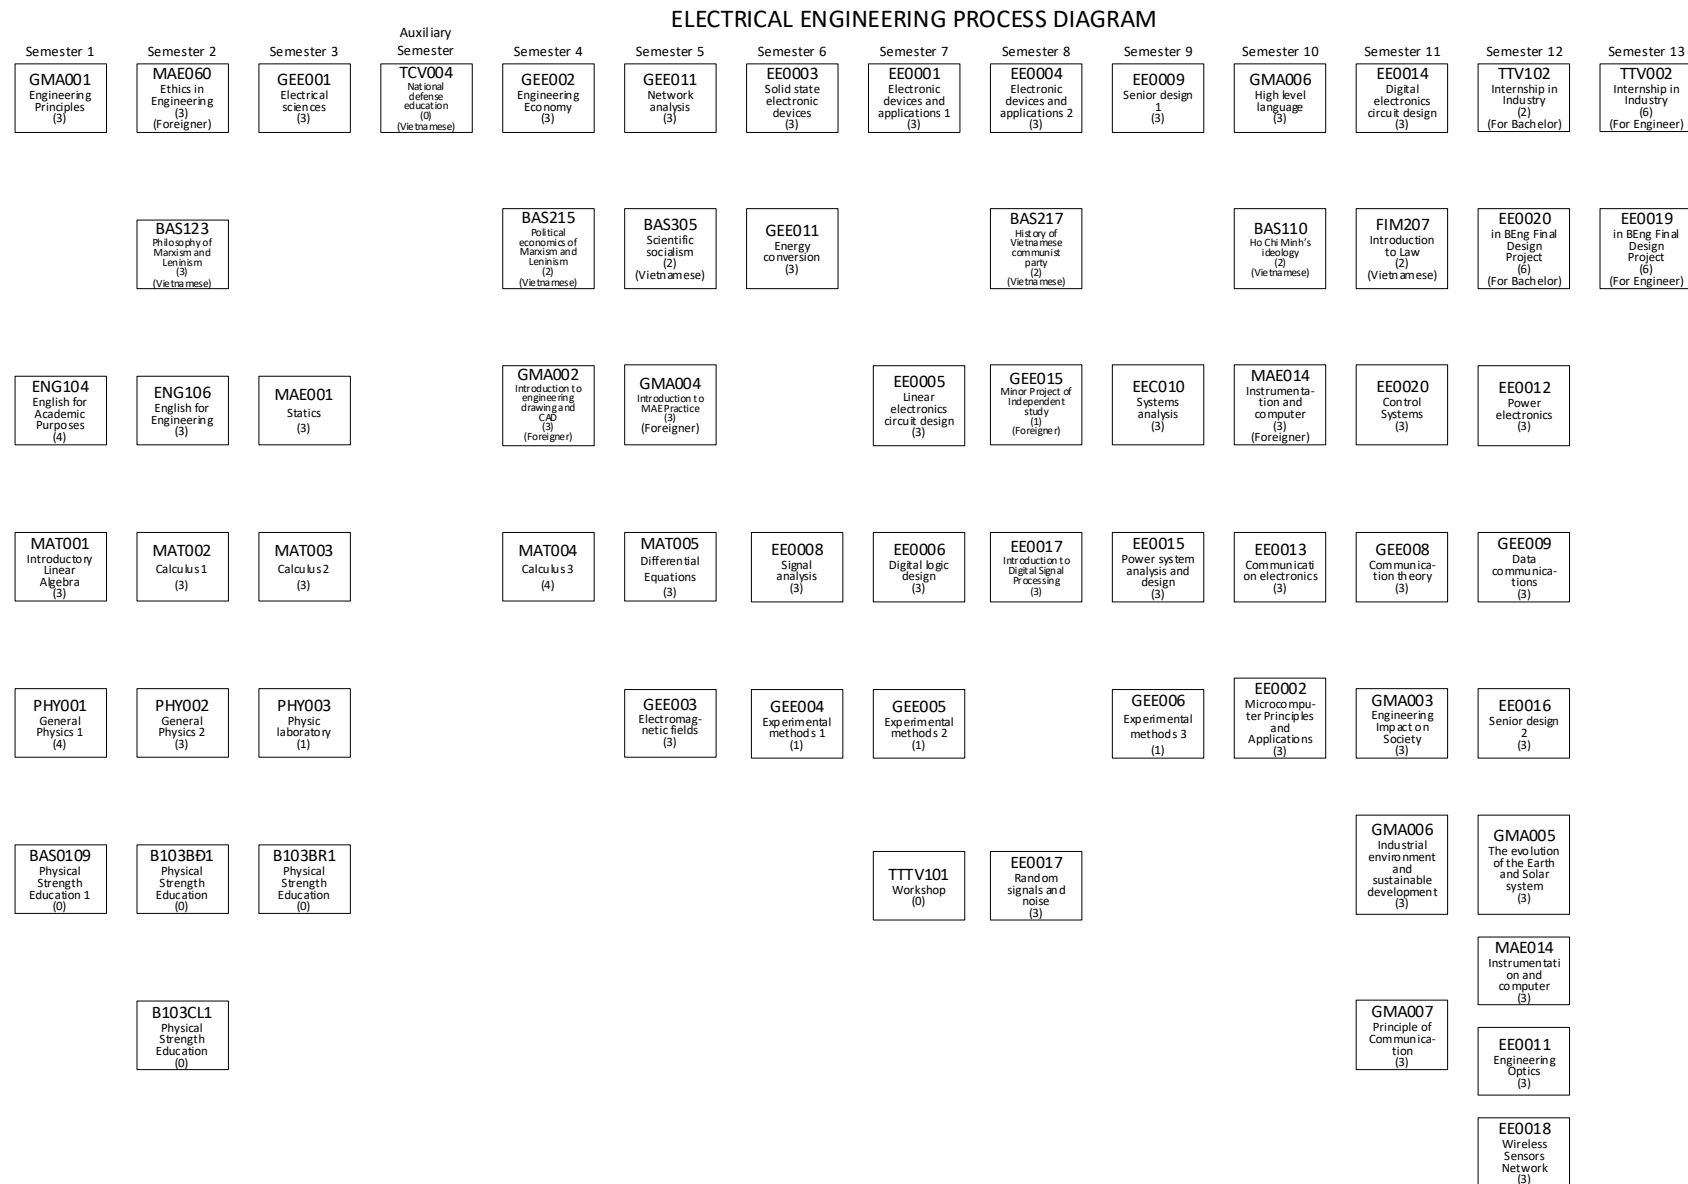 ELECTRICAL ENGINEERING PROCESS DIAGRAM
Semester 1
Semester 2
Semester 3
Auxiliary
Semester
Semester 4
Semester 5
Semester 6
Semester 7
Semester 8
Semester 9
Semester 10
Semester 11
Semester 12
Semester 13
GMA001
Engineering
Principles
(3)
MAE060
Ethics in
Engineering
(3)
(Foreigner)
GEE001
Electrical
sciences
(3)
TCV004
National
defense
education
(0)
(Vietnamese)
GEE002
Engineering
Economy
(3)
GEE011
Network
analysis
(3)
EE0003
Solid state
electronic
devices
(3)
EE0001
Electronic
devices and
applications 1
(3)
EE0004
Electronic
devices and
applications 2
(3)
EE0009
Senior design
1
(3)
GMA006
High level
language
(3)
EE0014
Digital
electronics
circuit design
(3)
TTV102
Internship in
Industry
(2)
(For Bachelor)
TTV002
Internship in
Industry
(6)
(For Engineer)
BAS123
Philosophy of
Marxism and
Leninism
(3)
(Vietnamese)
BAS215
Political
economics of
Marxism and
Leninism
(2)
(Vietnamese)
BAS305
Scientific
socialism
(2)
(Vietnamese)
GEE011
Energy
conversion
(3)
BAS217
History of
Vietnamese
communist
party
(2)
(Vietnamese)
BAS110
Ho Chi Minh's
ideology
(2)
(Vietnamese)
FIM207
Introduction
to Law
(2)
(Vietnamese)
EE0020
in BEng Final
Design
Project
(6)
(For Bachelor)
EE0019
in BEng Final
Design
Project
(6)
(For Engineer)
ENG104
English for
Academic
Purposes
(4)
ENG106
English for
Engineering
(3)
MAE001
Statics
(3)
GMA002
Introduction to
engineering
drawing and
CAD
(3)
(Foreigner)
GMA004
Introduction to
MAE Practice
(3)
(Foreigner)
EE0005
Linear
electronics
circuit design
(3)
GEE015
Minor Project of
Independent
study
(1)
(Foreigner)
EEC010
Systems
analysis
(3)
MAE014
Instrumenta-
tion and
computer
(3)
(Foreigner)
EE0020
Control
Systems
(3)
EE0012
Power
electronics
(3)
MAT001
Introductory
Linear
Algebra
(3)
MAT002
Calculus 1
(3)
MAT003
Calculus 2
(3)
MAT004
Calculus 3
(4)
MAT005
Differential
Equations
(3)
EE0008
Signal
analysis
(3)
EE0006
Digital logic
design
(3)
EE0017
Introduction to
Digital Signal
Processing
(3)
EE0015
Power system
analysis and
design
(3)
EE0013
Communicati
on electronics
(3)
GEE008
Communica-
tion theory
(3)
GEE009
Data
communica-
tions
(3)
PHY001
General
Physics 1
(4)
PHY002
General
Physics 2
(3)
PHY003
Physic
laboratory
(1)
GEE003
Electromag-
netic fields
(3)
GEE004
Experimental
methods 1
(1)
GEE005
Experimental
methods 2
(1)
GEE006
Experimental
methods 3
(1)
EE0002
Microcompu-
ter Principles
and
Applications
(3)
GMA003
Engineering
Impact on
Society
(3)
EE0016
Senior design
2
(3)
BAS0109
Physical
Strength
Education 1
(0)
B103BĐ1
Physical
Strength
Education
(0)
B103BR1
Physical
Strength
Education
(0)
TTTV101
Workshop
(0)
EE0017
Random
signals and
noise
(3)
GMA006
Industrial
environment
and
sustainable
development
(3)
GMA005
The evolution
of the Earth
and Solar
system
(3)
MAE014
Instrumentati
on and
computer
(3)
B103CL1
Physical
Strength
Education
(0)
GMA007
Principle of
Communica-
tion
(3)
EE0011
Engineering
Optics
(3)
EE0018
Wireless
Sensors
Network
(3)